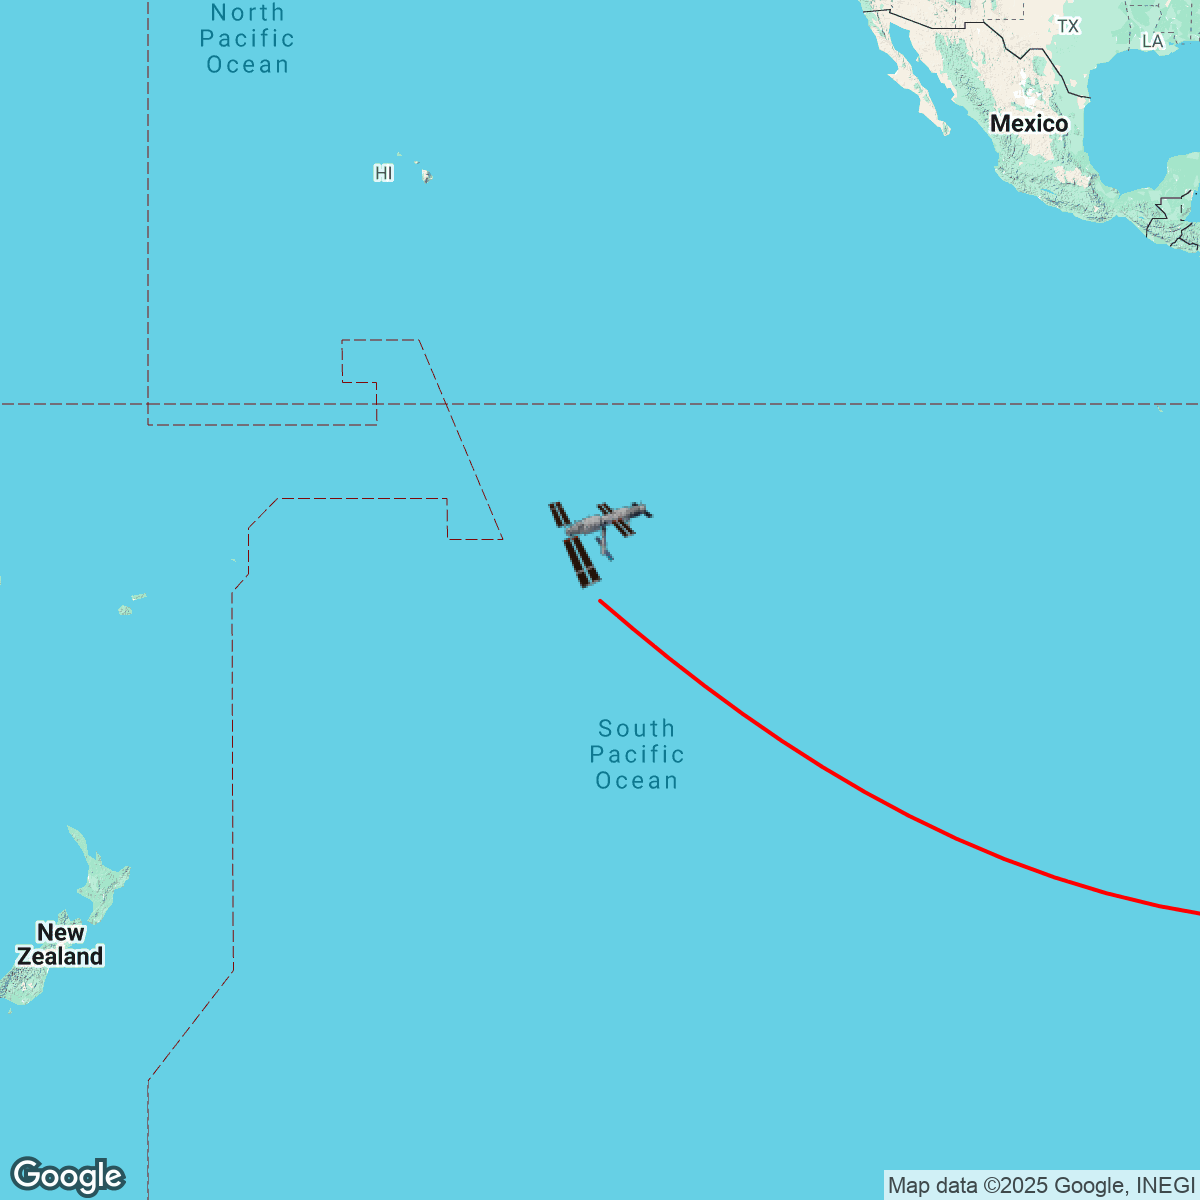 North
Pacific
Ocean
TX
LA
Mexico
HI
South
Pacific
Ocean
New
Zealand
Google
Map data ©2025 Google, INEGI